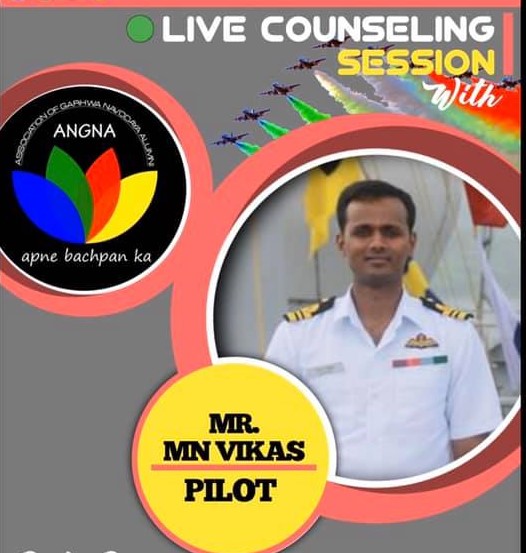 LIVE COUNSELING
SESSION
With
ASSOCIATION OF GARHWA NAVODAYA ALUMNI
ANGNA
apne bachpan ka
MR.
MN VIKAS
PILOT